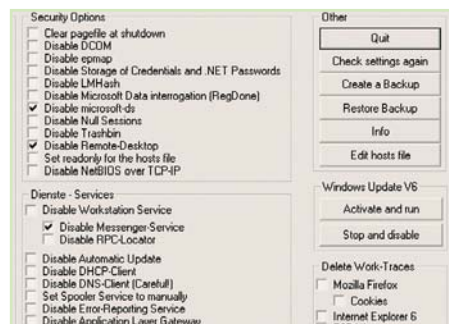 Security Options
Clear pagefile at shutdown
Disable DCOM
Disable epmap
Disable Storage of Credentials and .NET Passwords
Disable LMHash
Disable Microsoft Data interrogation (RegDone)
Disable microsoft-ds
Disable Null Sessions
Disable Trashbin
Disable Remote-Desktop
Set readonly for the hosts file
Disable NetBIOS over TCP-IP
Dienste - Services
Disable Workstation Service
Disable Messenger-Service
Disable RPC-Locator
Disable Automatic Update
Disable DHCP-Client
Disable DNS-Client (Careful!)
Set Spooler Service to manually
Disable Error-Reporting Service
Disable Application Layer Gateway
Other
Quit
Check settings again
Create a Backup
Restore Backup
Info
Edit hosts file
Windows Update V6
Activate and run
Stop and disable
Delete Work-Traces
Mozilla Firefox
Cookies
Internet Explorer 6